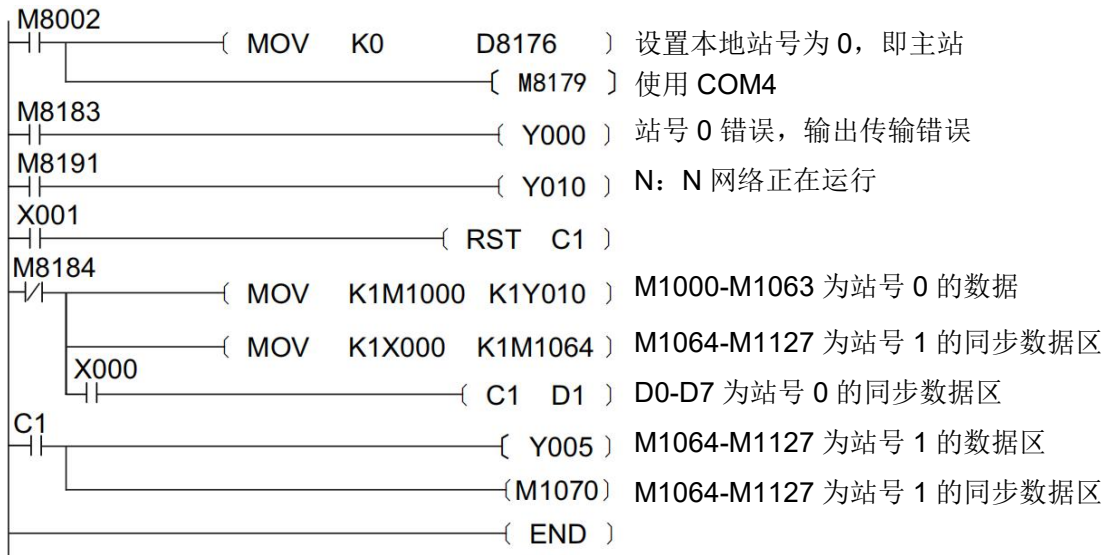 M8002
MOV K0 D8176 设置本地站号为 0，即主站
M8179 使用 COM4
M8183
Y000 站号 0 错误，输出传输错误
M8191
Y010 N：N 网络正在运行
X001
RST C1
M8184
MOV K1M1000 K1Y010 M1000-M1063 为站号 0 的数据
MOV K1X000 K1M1064 M1064-M1127 为站号 1 的同步数据区
X000
C1 D1 D0-D7 为站号 0 的同步数据区
C1
Y005 M1064-M1127 为站号 1 的数据区
M1070 M1064-M1127 为站号 1 的同步数据区
END